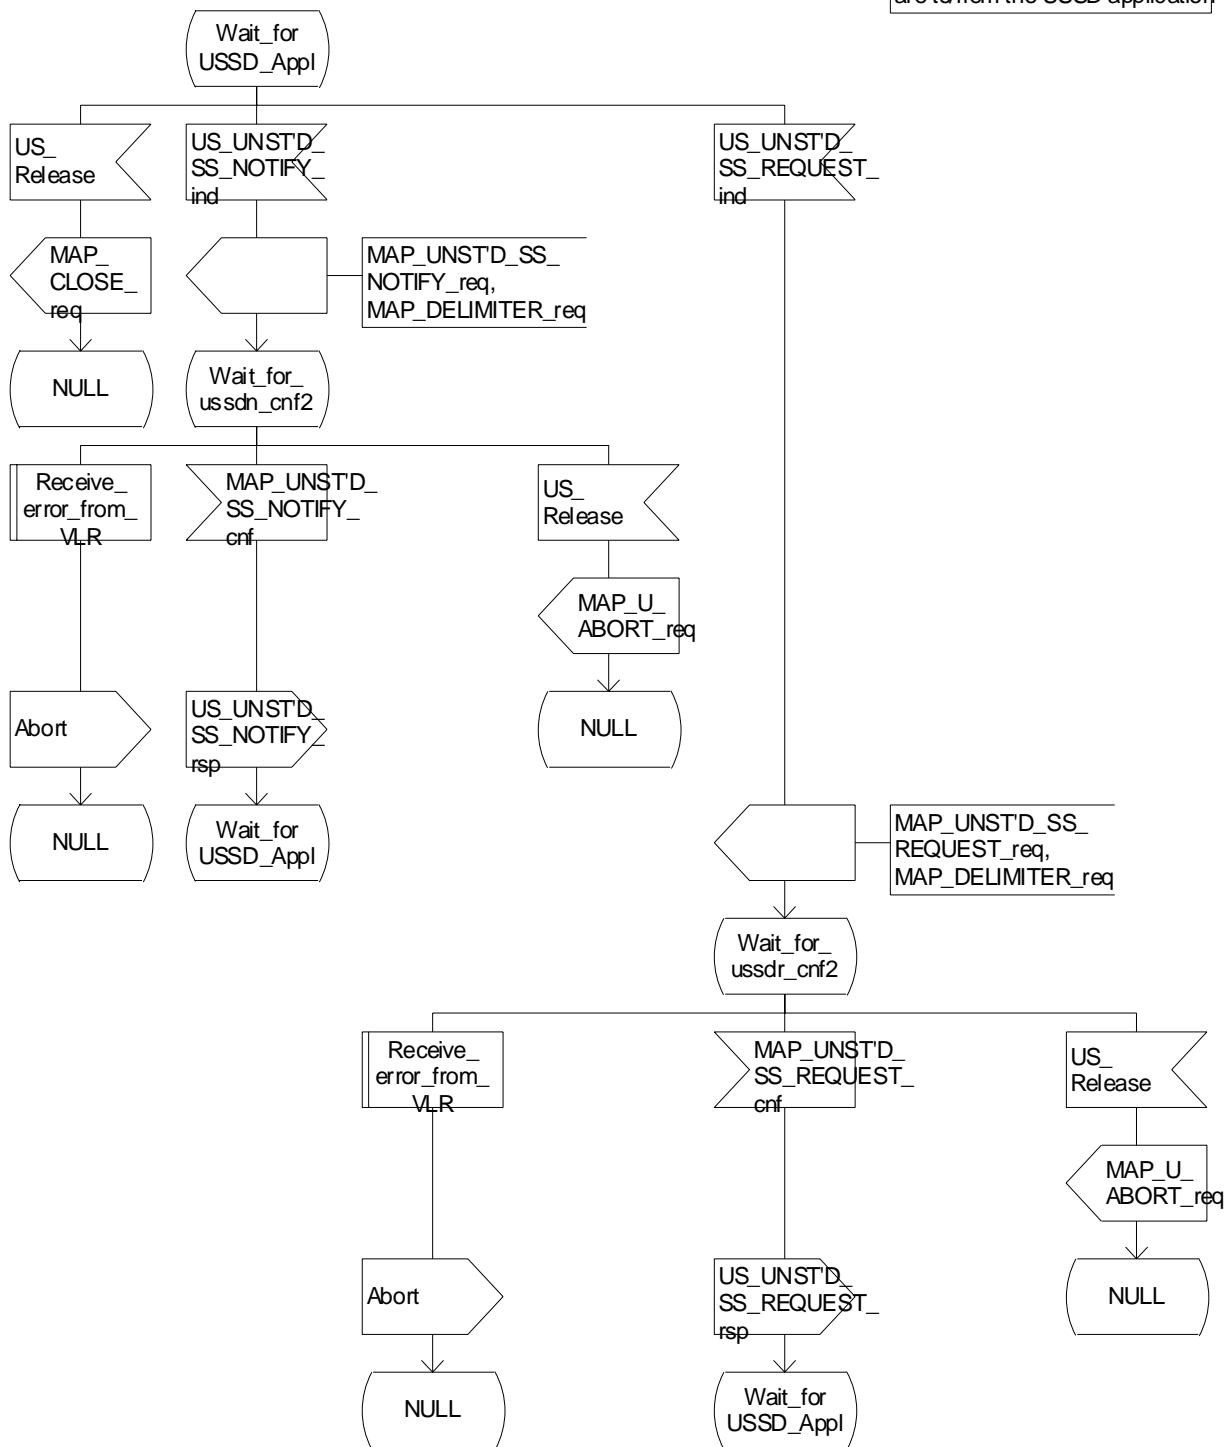 are to/from the USSD application
Wait_for
USSD_Appl
US_
Release
US_UNST'D_
SS_NOTIFY_
ind
US_UNST'D_
SS_REQUEST_
ind
MAP_
CLOSE_
req
MAP_UNST'D_SS_
NOTIFY_req,
MAP_DELIMITER_req
NULL
Wait_for_
ussdn_cnf2
Receive_
error_from_
VLR
MAP_UNST'D_
SS_NOTIFY_
cnf
US_
Release
MAP_U_
ABORT_req
Abort
US_UNST'D_
SS_NOTIFY_
rsp
NULL
NULL
Wait_for
USSD_Appl
MAP_UNST'D_SS_
REQUEST_req,
MAP_DELIMITER_req
Wait_for_
ussdr_cnf2
Receive_
error_from_
VLR
MAP_UNST'D_
SS_REQUEST_
cnf
US_
Release
MAP_U_
ABORT_req
Abort
US_UNST'D_
SS_REQUEST_
rsp
NULL
NULL
Wait_for
USSD_Appl